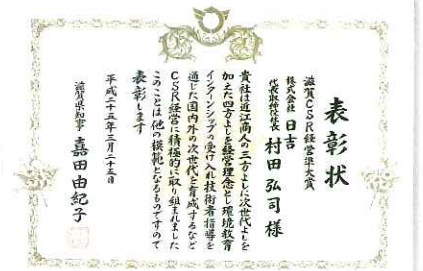 表彰状
滋賀CSR経営準大賞
株式会社 日吉
代表取締役社長 村田 弘司 様
貴社は近江商人の三方よしに次世代よしを
加えた四方よしを経営理念とし環境教育
インターンシップの受け入れ技術者指導を
通じた国内外の次世代を育成するなど
CSR経営に積極的に取り組まれました
このことは他の模範となるものですので
表彰します
平成二十五年三月二十五日
滋賀県知事 嘉田由紀子